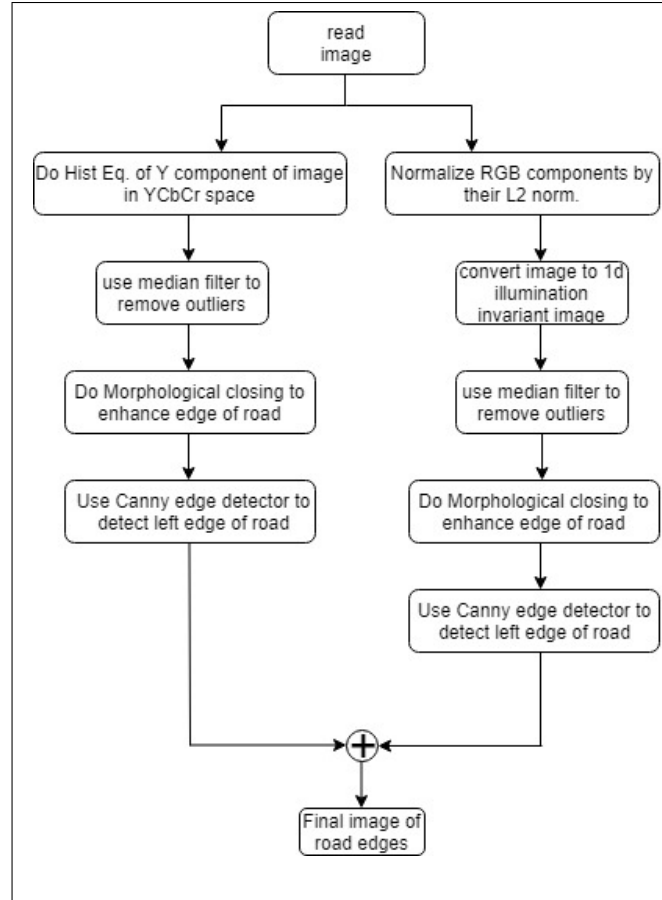 read
image
Do Hist Eq. of Y component of image
in YCbCr space
use median filter to
remove outliers
Do Morphological closing to
enhance edge of road
Use Canny edge detector to
detect left edge of road
Normalize RGB components by
their L2 norm.
convert image to 1d
illumination
invariant image
use median filter to
remove outliers
Do Morphological closing to
enhance edge of road
Use Canny edge detector to
detect left edge of road
+
Final image of
road edges